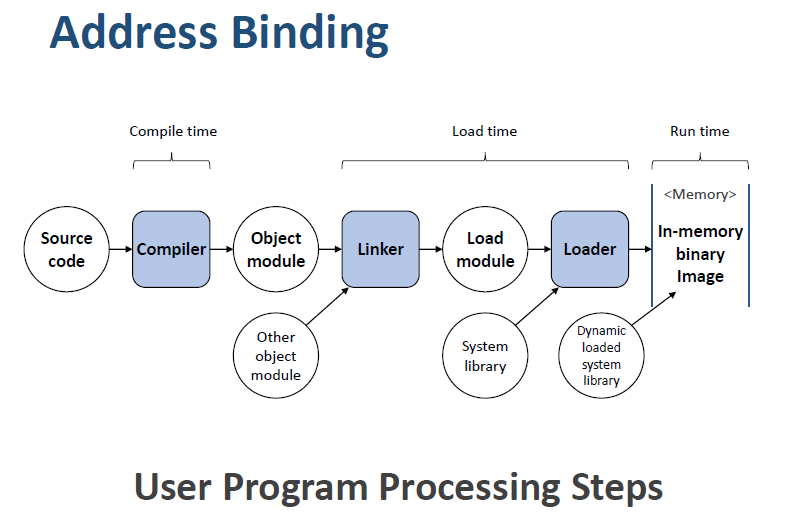 Address Binding
Compile time
Load time
Run time
<Memory>
Source
code
Compiler
Object
module
Linker
Load
module
Loader
In-memory
binary
Image
Other
object
module
System
library
Dynamic
loaded
system
library
User Program Processing Steps